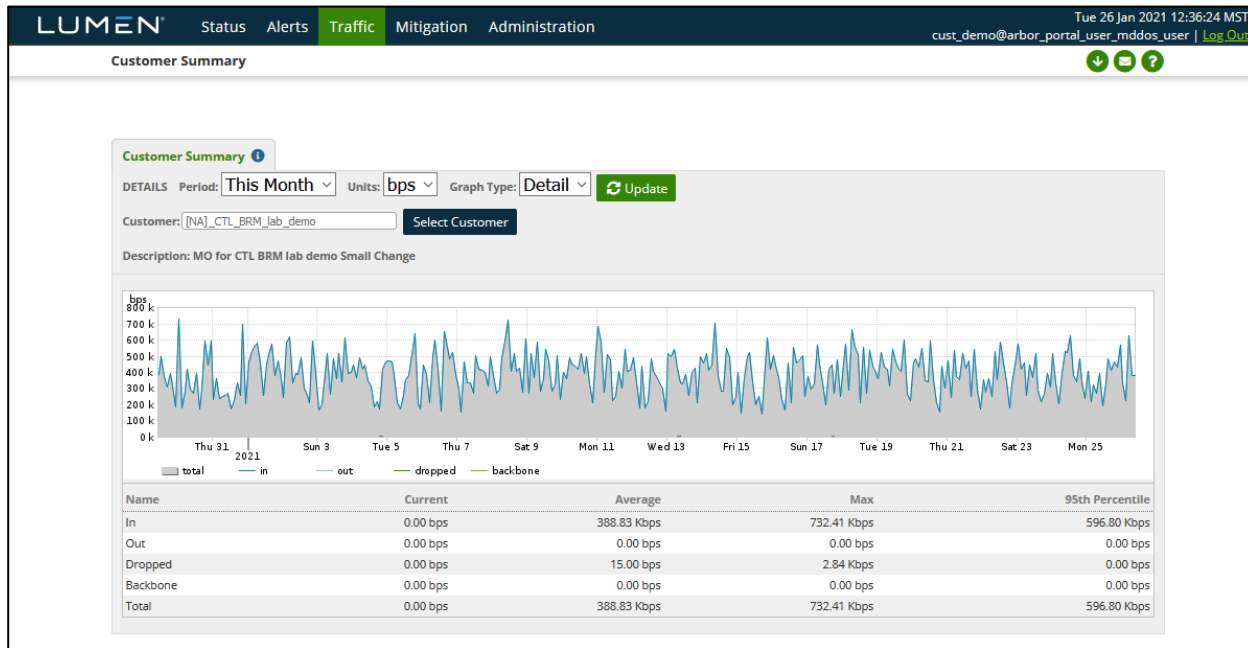 LUMEN® Status Alerts Traffic Mitigation Administration
Tue 26 Jan 2021 12:36:24 MST
cust_demo@arbor_portal_user_mddos_user | Log Out
Customer Summary
Customer Summary
DETAILS Period: This Month Units: bps Graph Type: Detail Update
Customer: [NA]_CTL_BRM_lab_demo Select Customer
Description: MO for CTL BRM lab demo Small Change
bps
800 k
700 k
600 k
500 k
400 k
300 k
200 k
100 k
0 k
Thu 31 Sun 3 Tue 5 Thu 7 Sat 9 Mon 11 Wed 13 Fri 15 Sun 17 Tue 19 Thu 21 Sat 23 Mon 25
2021
total in out dropped backbone
Name Current Average Max 95th Percentile
In 0.00 bps 388.83 Kbps 732.41 Kbps 596.80 Kbps
Out 0.00 bps 0.00 bps 0.00 bps 0.00 bps
Dropped 0.00 bps 15.00 bps 2.84 Kbps 0.00 bps
Backbone 0.00 bps 0.00 bps 0.00 bps 0.00 bps
Total 0.00 bps 388.83 Kbps 732.41 Kbps 596.80 Kbps